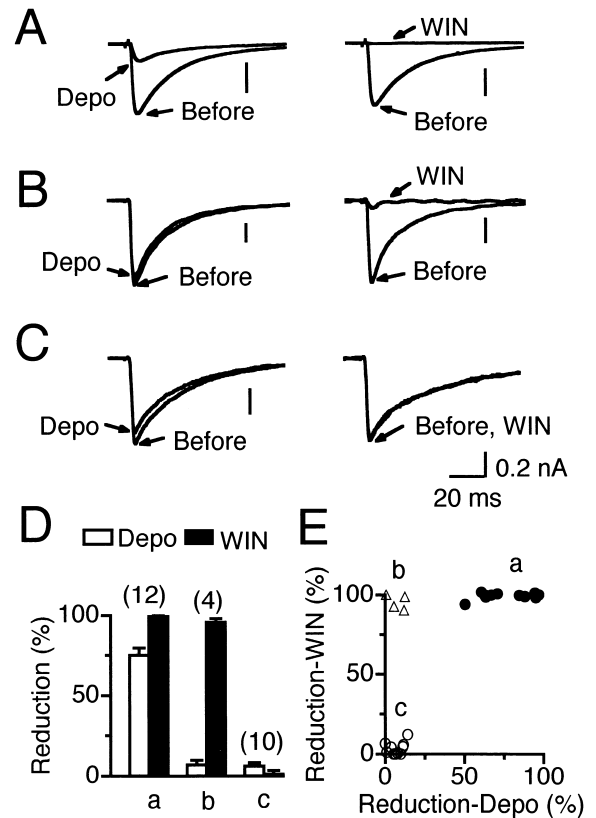 A
WIN
Depo
Before
Before
B
WIN
Depo
Before
Before
C
Depo
Before
Before, WIN
0.2 nA
20 ms
D
Depo WIN
(12) (4) (10)
Reduction (%)
100
50
0
a b c
E
b a
c
Reduction-WIN (%)
100
50
0
0 50 100
Reduction-Depo (%)